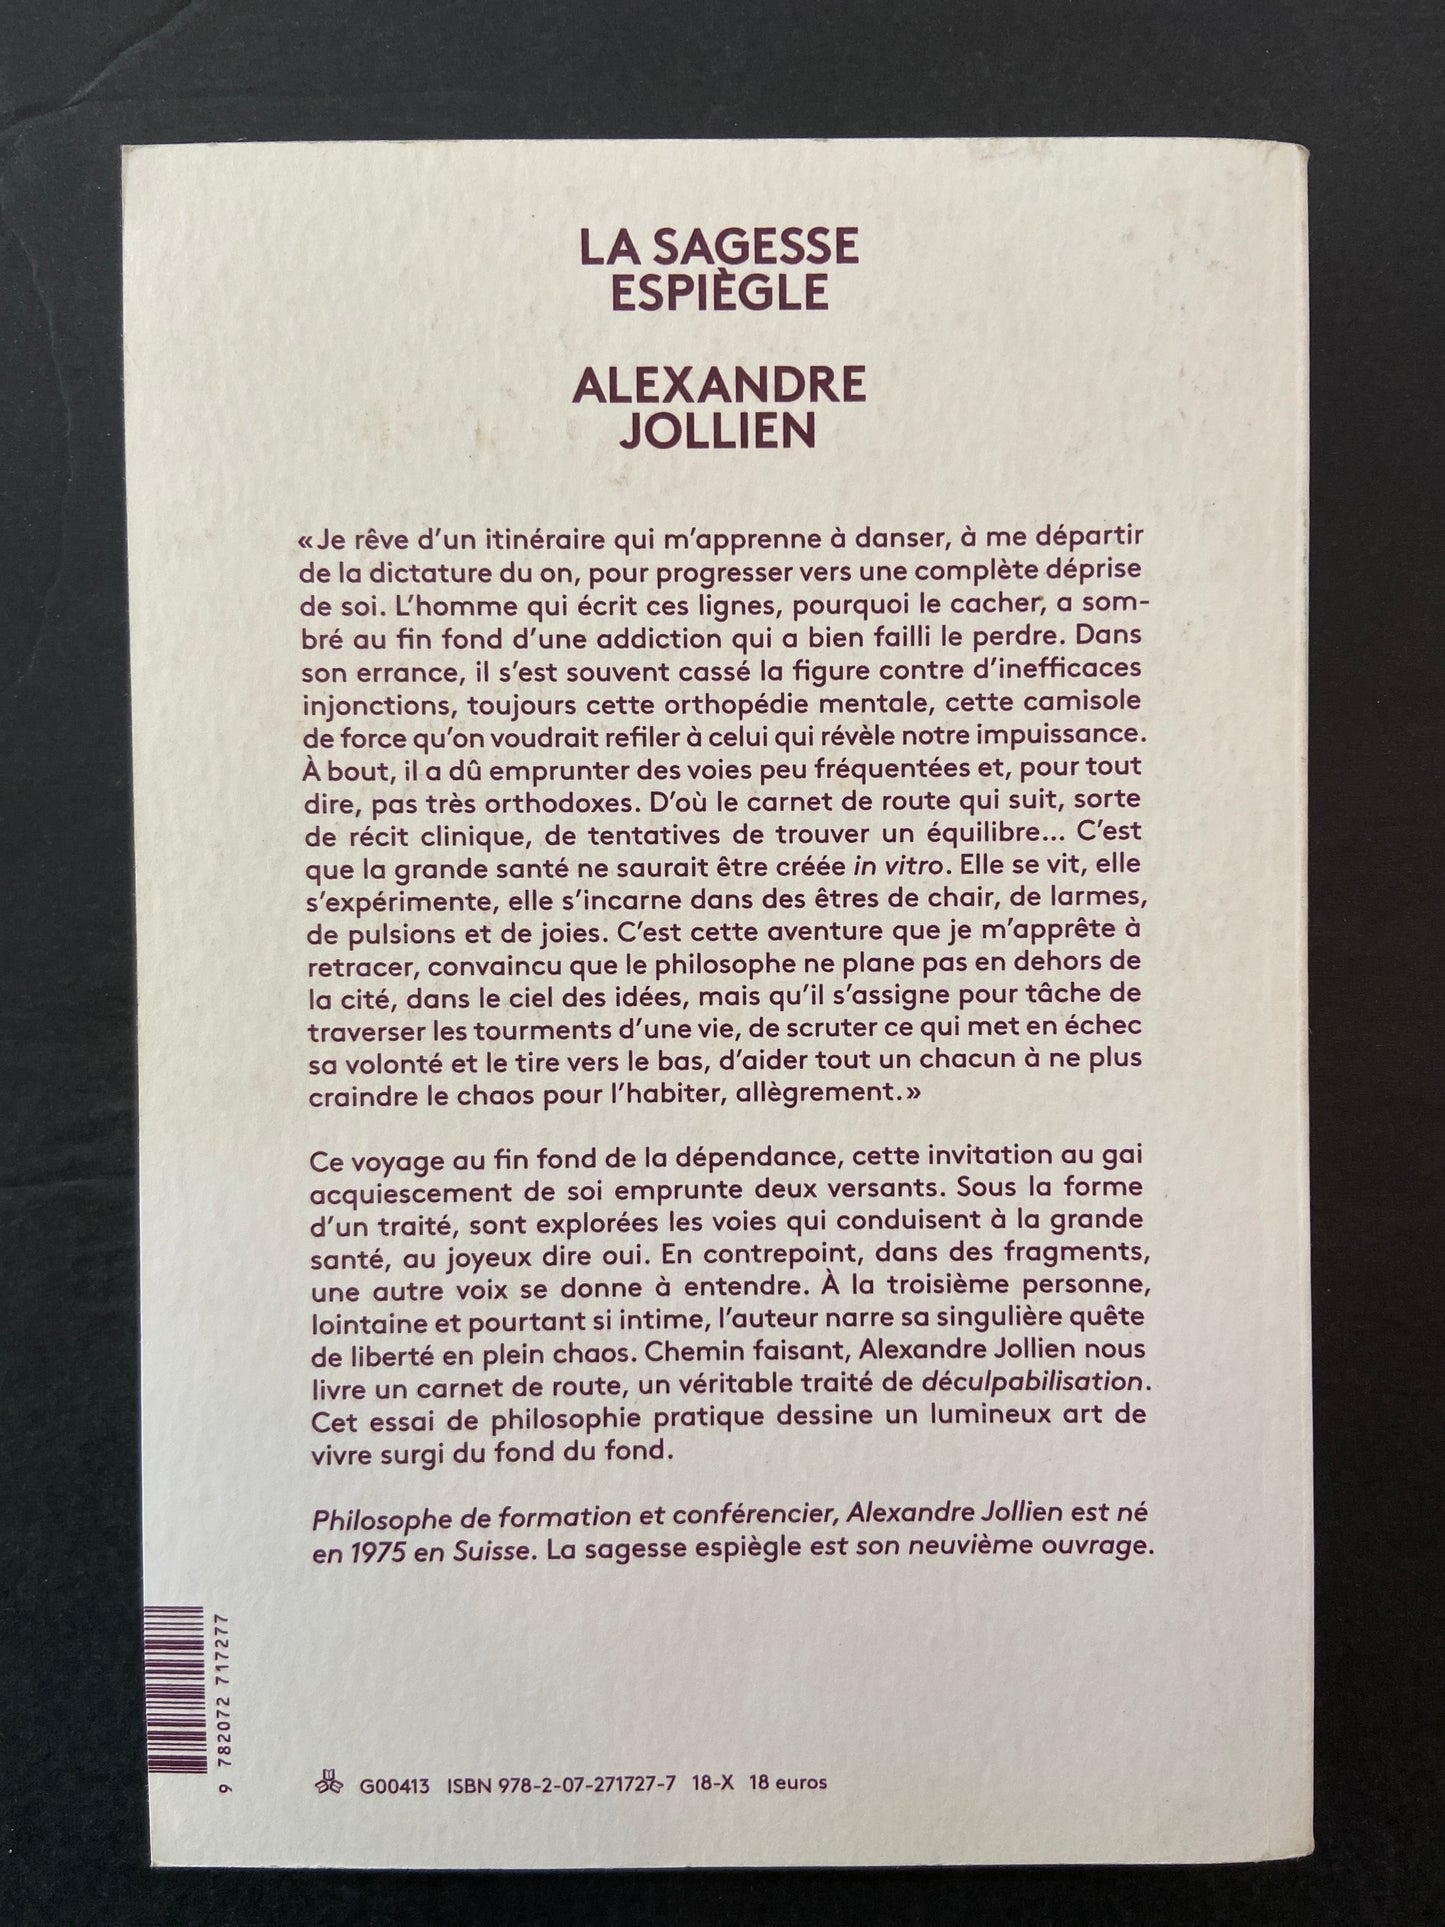 LA SAGESSE
ESPIÈGLE
ALEXANDRE
JOLLIEN
« Je rêve d’un itinéraire qui m’apprenne à danser, à me départir
de la dictature du on, pour progresser vers une complète déprise
de soi. L’homme qui écrit ces lignes, pourquoi le cacher, a som-
bré au fin fond d’une addiction qui a bien failli le perdre. Dans
son errance, il s’est souvent cassé la figure contre d’inefficaces
injonctions, toujours cette orthopédie mentale, cette camisole
de force qu’on voudrait refiler à celui qui révèle notre impuissance.
À bout, il a dû emprunter des voies peu fréquentées et, pour tout
dire, pas très orthodoxes. D’où le carnet de route qui suit, sorte
de récit clinique, de tentatives de trouver un équilibre... C’est
que la grande santé ne saurait être créée in vitro. Elle se vit, elle
s’expérimente, elle s’incarne dans des êtres de chair, de larmes,
de pulsions et de joies. C’est cette aventure que je m’apprête à
retracer, convaincu que le philosophe ne plane pas en dehors de
la cité, dans le ciel des idées, mais qu’il s’assigne pour tâche de
traverser les tourments d’une vie, de scruter ce qui met en échec
sa volonté et le tire vers le bas, d’aider tout un chacun à ne plus
craindre le chaos pour l’habiter, allègrement. »
Ce voyage au fin fond de la dépendance, cette invitation au gai
acquiescement de soi emprunte deux versants. Sous la forme
d’un traité, sont explorées les voies qui conduisent à la grande
santé, au joyeux dire oui. En contrepoint, dans des fragments,
une autre voix se donne à entendre. À la troisième personne,
lointaine et pourtant si intime, l’auteur narre sa singulière quête
de liberté en plein chaos. Chemin faisant, Alexandre Jollien nous
livre un carnet de route, un véritable traité de déculpabilisation.
Cet essai de philosophie pratique dessine un lumineux art de
vivre surgi du fond du fond.
Philosophe de formation et conférencier, Alexandre Jollien est né
en 1975 en Suisse. La sagesse espiègle est son neuvième ouvrage.
9 782072 717277
G00413 ISBN 978-2-07-271727-7 18-X 18 euros